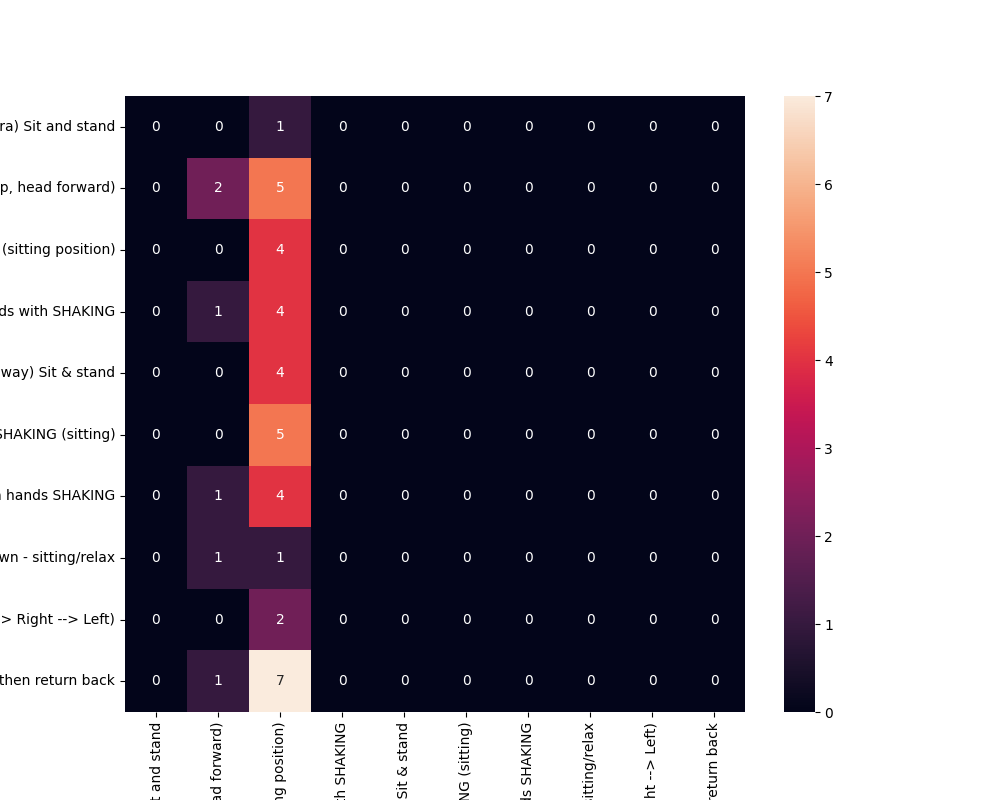 ra) Sit and stand 0 0 1 0 0 0 0 0 0 0
p, head forward) 0 2 5 0 0 0 0 0 0 0
(sitting position) 0 0 4 0 0 0 0 0 0 0
ds with SHAKING 0 1 4 0 0 0 0 0 0 0
way) Sit & stand 0 0 4 0 0 0 0 0 0 0
SHAKING (sitting) 0 0 5 0 0 0 0 0 0 0
hands SHAKING 0 1 4 0 0 0 0 0 0 0
wn - sitting/relax 0 1 1 0 0 0 0 0 0 0
> Right --> Left) 0 0 2 0 0 0 0 0 0 0
then return back 0 1 7 0 0 0 0 0 0 0
t and stand
ad forward)
ng position)
th SHAKING
Sit & stand
NG (sitting)
ds SHAKING
sitting/relax
ht --> Left)
return back
7
6
5
4
3
2
1
0